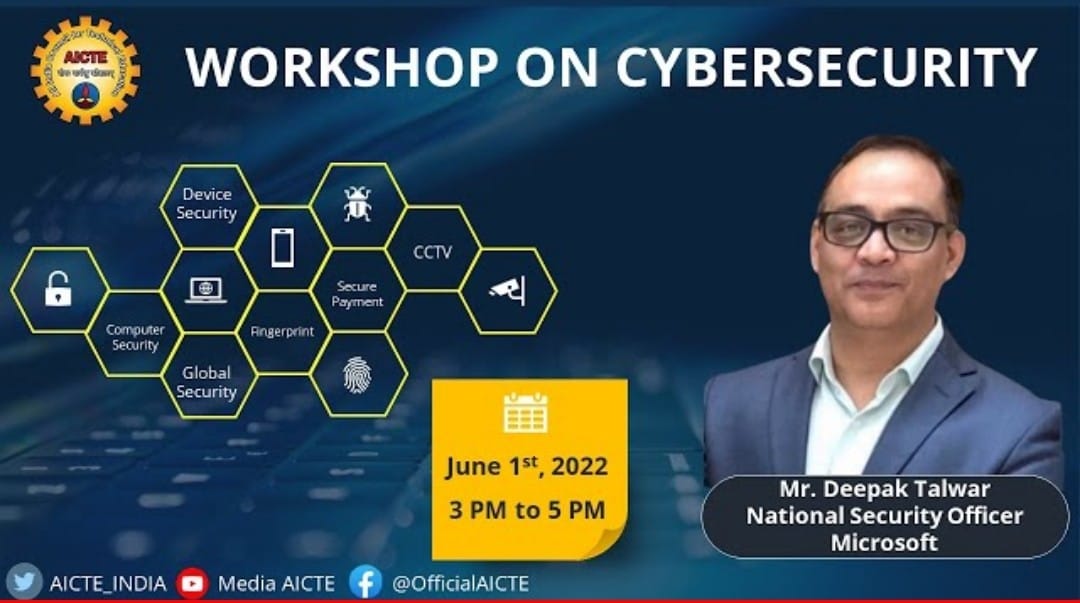 AICTE
WORKSHOP ON CYBERSECURITY
Device
Security
CCTV
Secure
Payment
Computer
Security
Fingerprint
Global
Security
June 1st, 2022
3 PM to 5 PM
Mr. Deepak Talwar
National Security Officer
Microsoft
AICTE_INDIA
Media AICTE
@OfficialAICTE